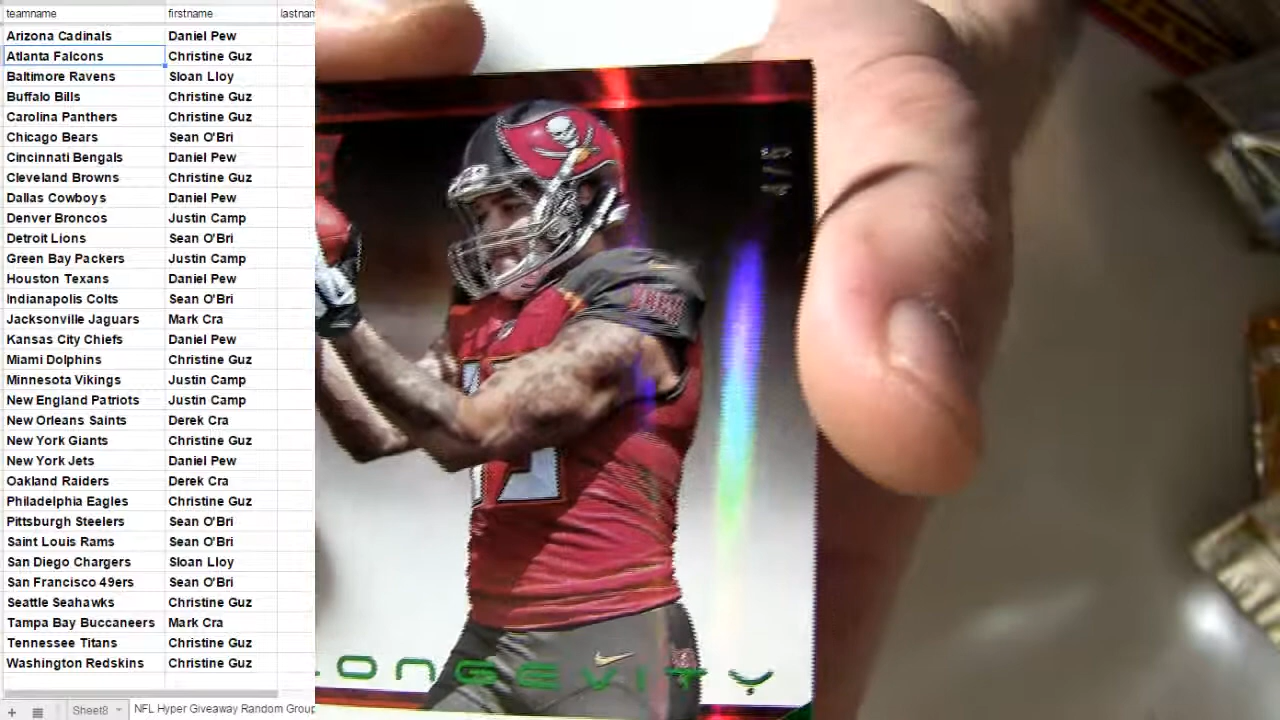 teamname firstname lastnam
Arizona Cadinals Daniel Pew
Atlanta Falcons Christine Guz
Baltimore Ravens Sloan Lloy
Buffalo Bills Christine Guz
Carolina Panthers Christine Guz
Chicago Bears Sean O'Bri
Cincinnati Bengals Daniel Pew
Cleveland Browns Christine Guz
Dallas Cowboys Daniel Pew
Denver Broncos Justin Camp
Detroit Lions Sean O'Bri
Green Bay Packers Justin Camp
Houston Texans Daniel Pew
Indianapolis Colts Sean O'Bri
Jacksonville Jaguars Mark Cra
Kansas City Chiefs Daniel Pew
Miami Dolphins Christine Guz
Minnesota Vikings Justin Camp
New England Patriots Justin Camp
New Orleans Saints Derek Cra
New York Giants Christine Guz
New York Jets Daniel Pew
Oakland Raiders Derek Cra
Philadelphia Eagles Christine Guz
Pittsburgh Steelers Sean O'Bri
Saint Louis Rams Sean O'Bri
San Diego Chargers Sloan Lloy
San Francisco 49ers Sean O'Bri
Seattle Seahawks Christine Guz
Tampa Bay Buccaneers Mark Cra
Tennessee Titans Christine Guz
Washington Redskins Christine Guz
Sheet8 NFL Hyper Giveaway Random Group
4/5
LONGEVITY